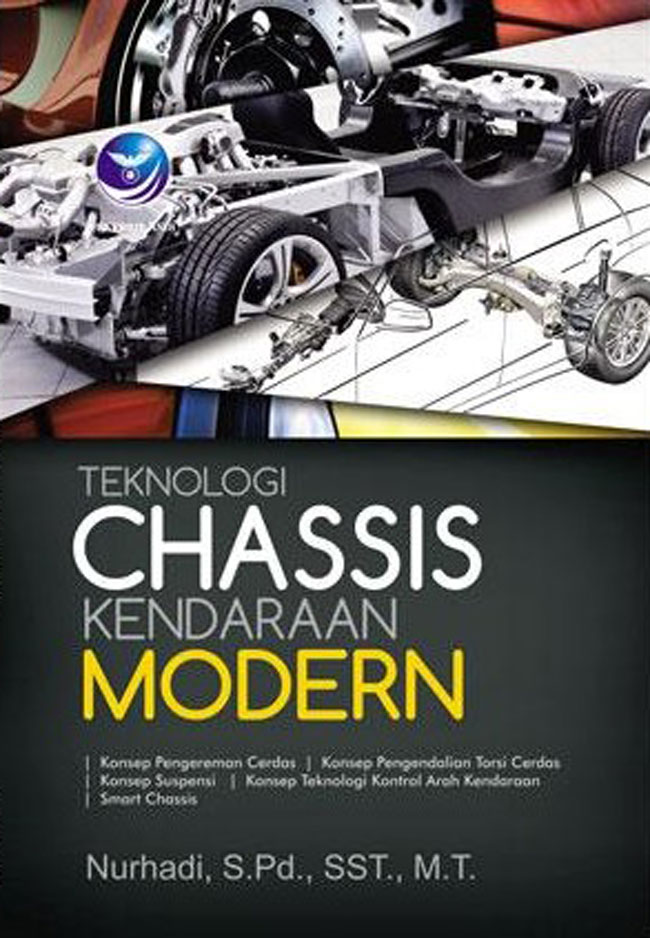 TEKNOLOGI
CHASSIS
KENDARAAN
MODERN
| Konsep Pengereman Cerdas | Konsep Pengendalian Torsi Cerdas
| Konsep Suspensi | Konsep Teknologi Kontrol Arah Kendaraan
| Smart Chassis
Nurhadi, S.Pd., SST., M.T.